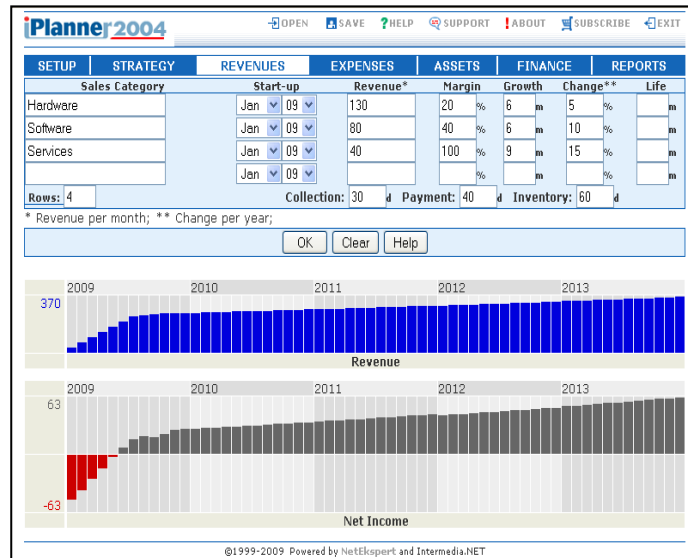 iPlanner2004 OPEN SAVE ?HELP SUPPORT !ABOUT SUBSCRIBE EXIT
SETUP STRATEGY REVENUES EXPENSES ASSETS FINANCE REPORTS
Sales Category Start-up Revenue* Margin Growth Change** Life
Hardware Jan 09 130 20 % 6 m 5 % m
Software Jan 09 80 40 % 6 m 10 % m
Services Jan 09 40 100 % 9 m 15 % m
Jan 09 % m % m
Rows: 4 Collection: 30 d Payment: 40 d Inventory: 60 d
* Revenue per month; ** Change per year;
OK Clear Help
2009 2010 2011 2012 2013
370
Revenue
2009 2010 2011 2012 2013
63
-63
Net Income
©1999-2009 Powered by NetEkspert and Intermedia.NET